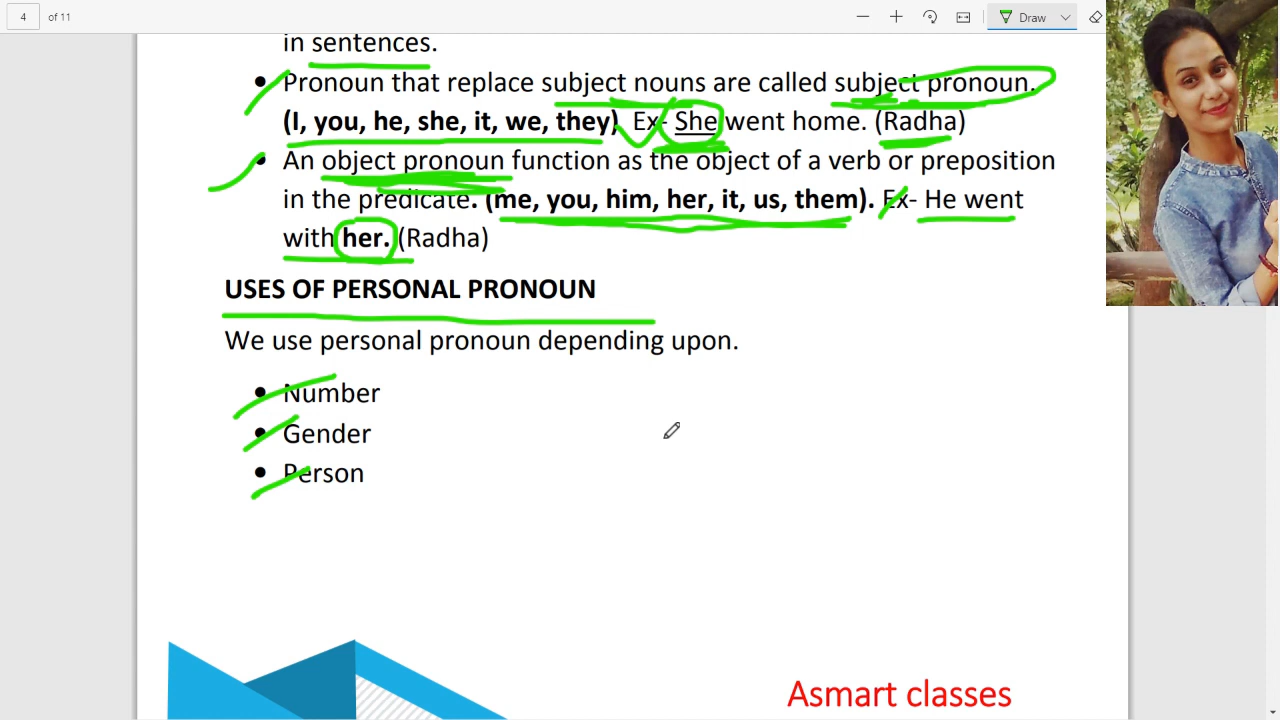 4 of 11
Draw
in sentences.
• Pronoun that replace subject nouns are called subject pronoun.
(I, you, he, she, it, we, they) Ex- She went home. (Radha)
• An object pronoun function as the object of a verb or preposition
in the predicate. (me, you, him, her, it, us, them). Ex- He went
with her. (Radha)
USES OF PERSONAL PRONOUN
We use personal pronoun depending upon.
• Number
• Gender
• Person
Asmart classes